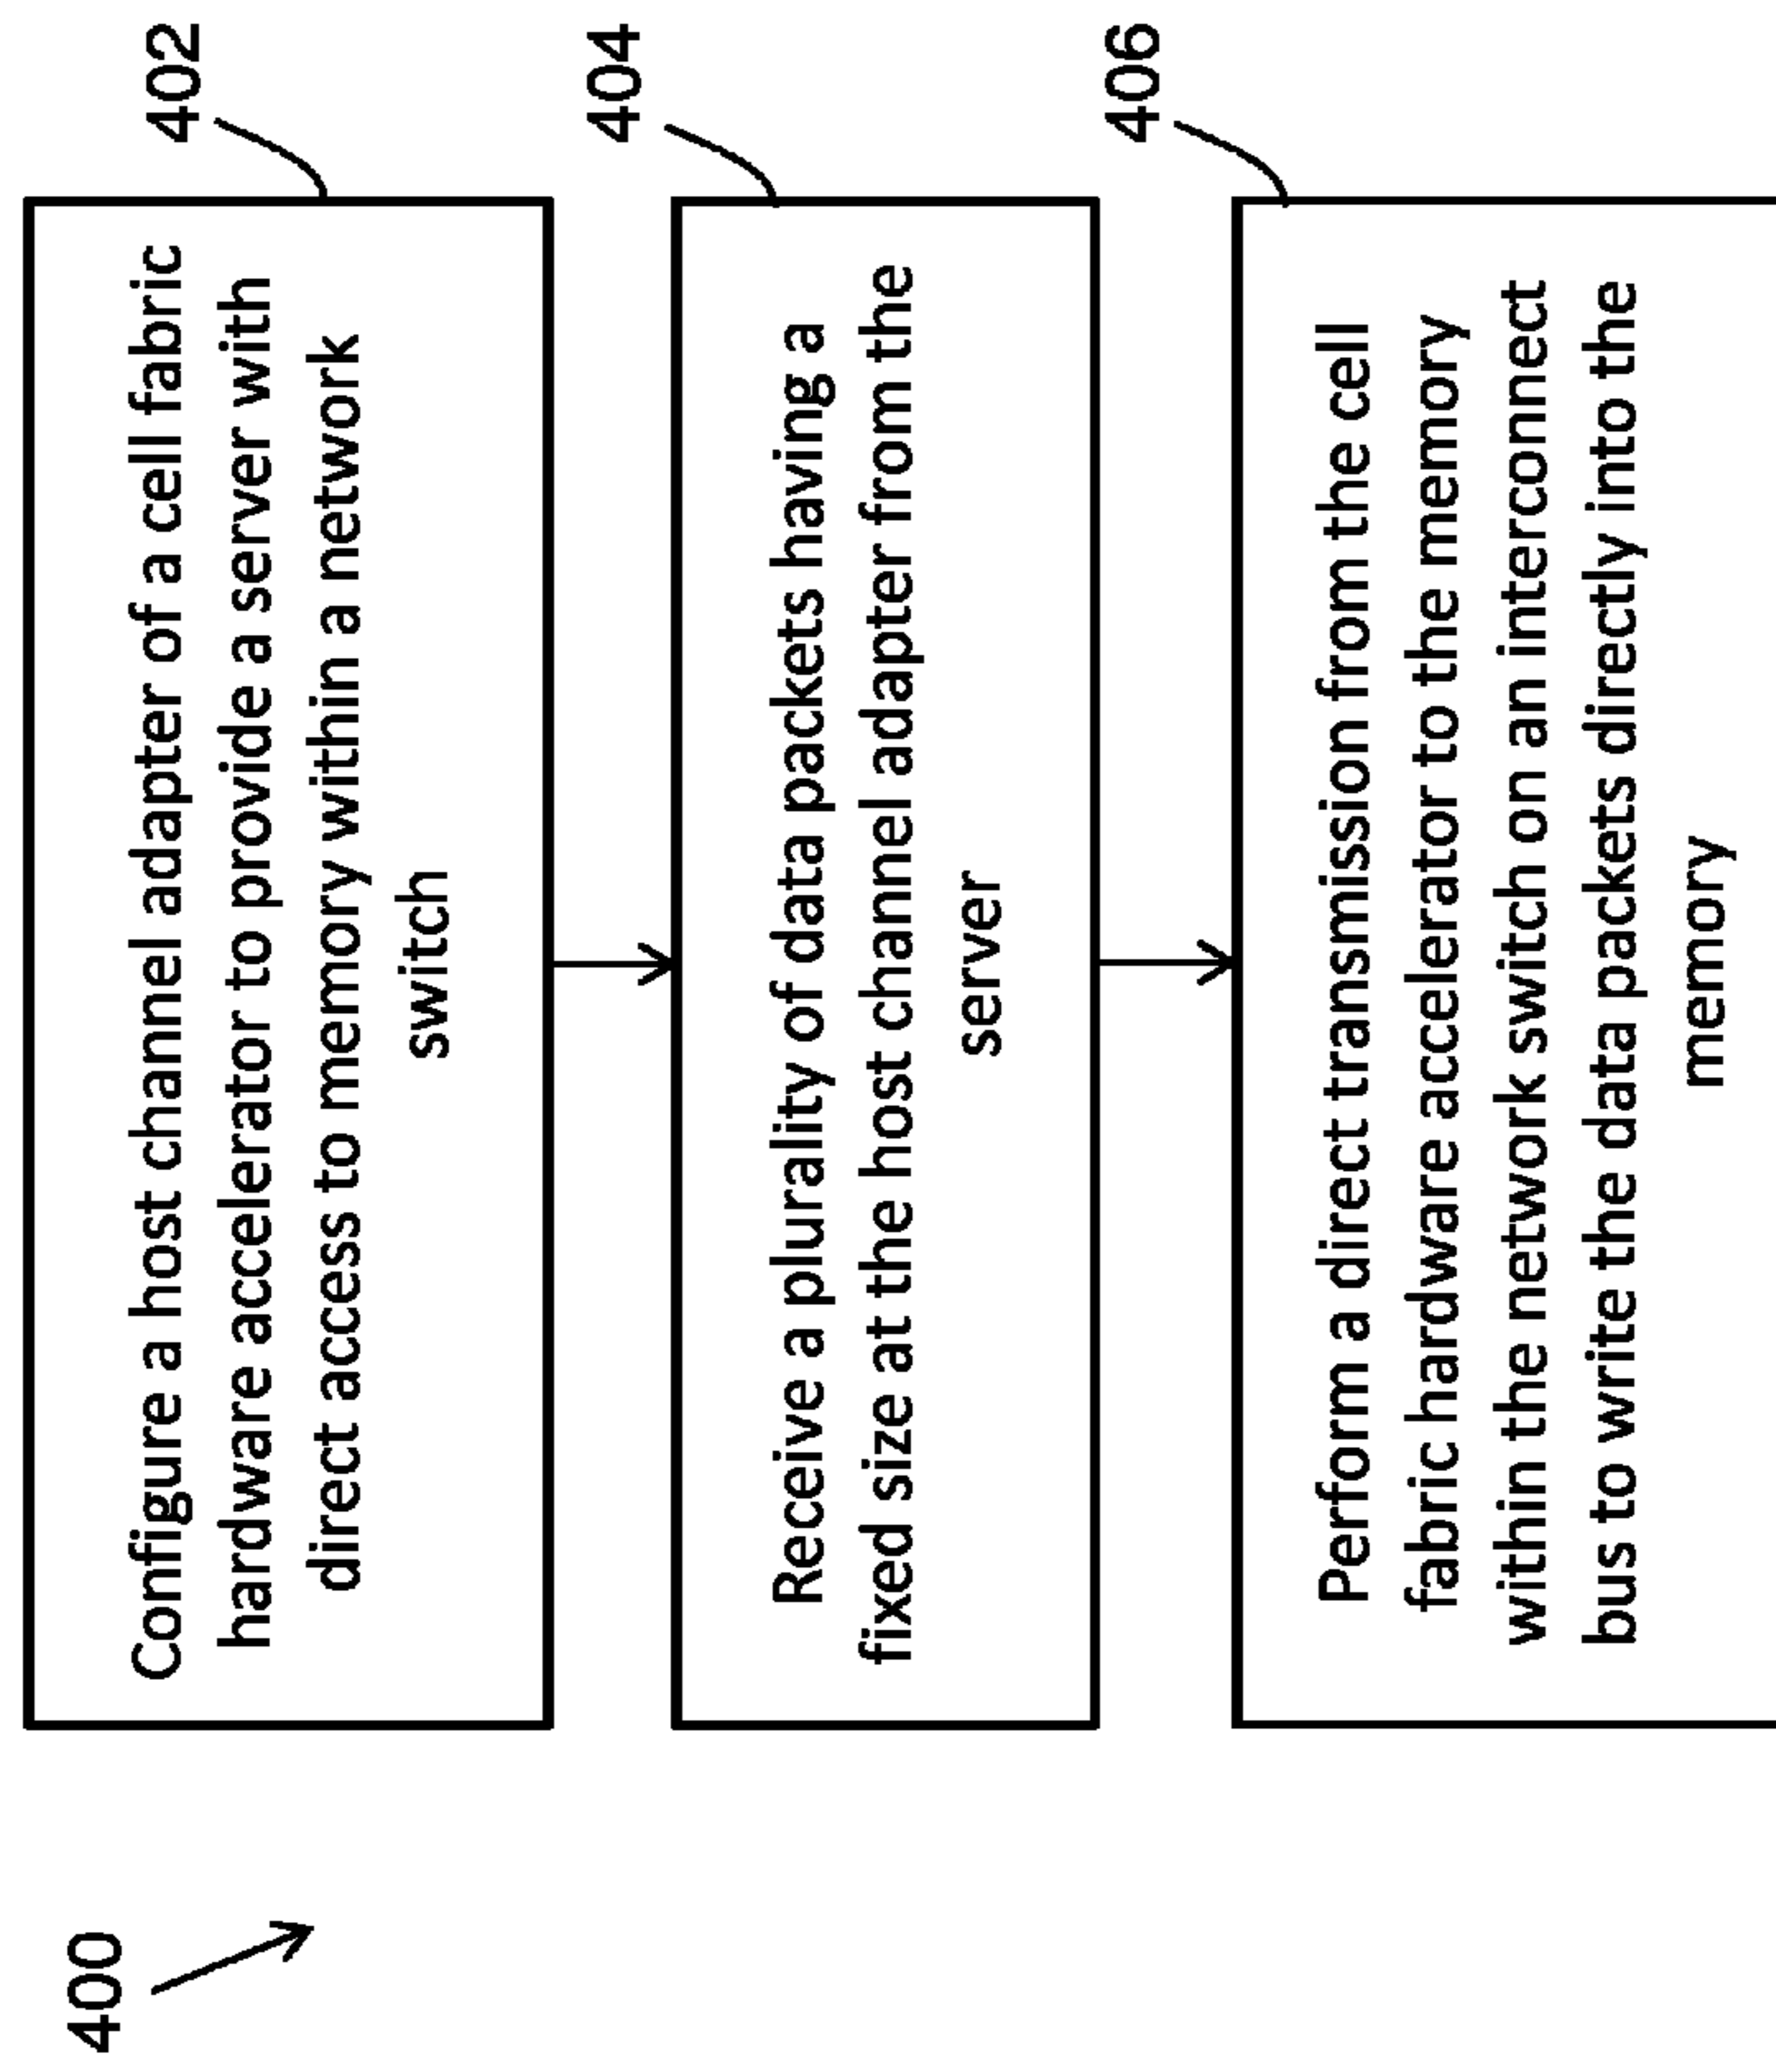 400
402
Configure a host channel adapter of a cell fabric
hardware accelerator to provide a server with
direct access to memory within a network
switch
404
Receive a plurality of data packets having a
fixed size at the host channel adapter from the
server
406
Perform a direct transmission from the cell
fabric hardware accelerator to the memory
within the network switch on an interconnect
bus to write the data packets directly into the
memory